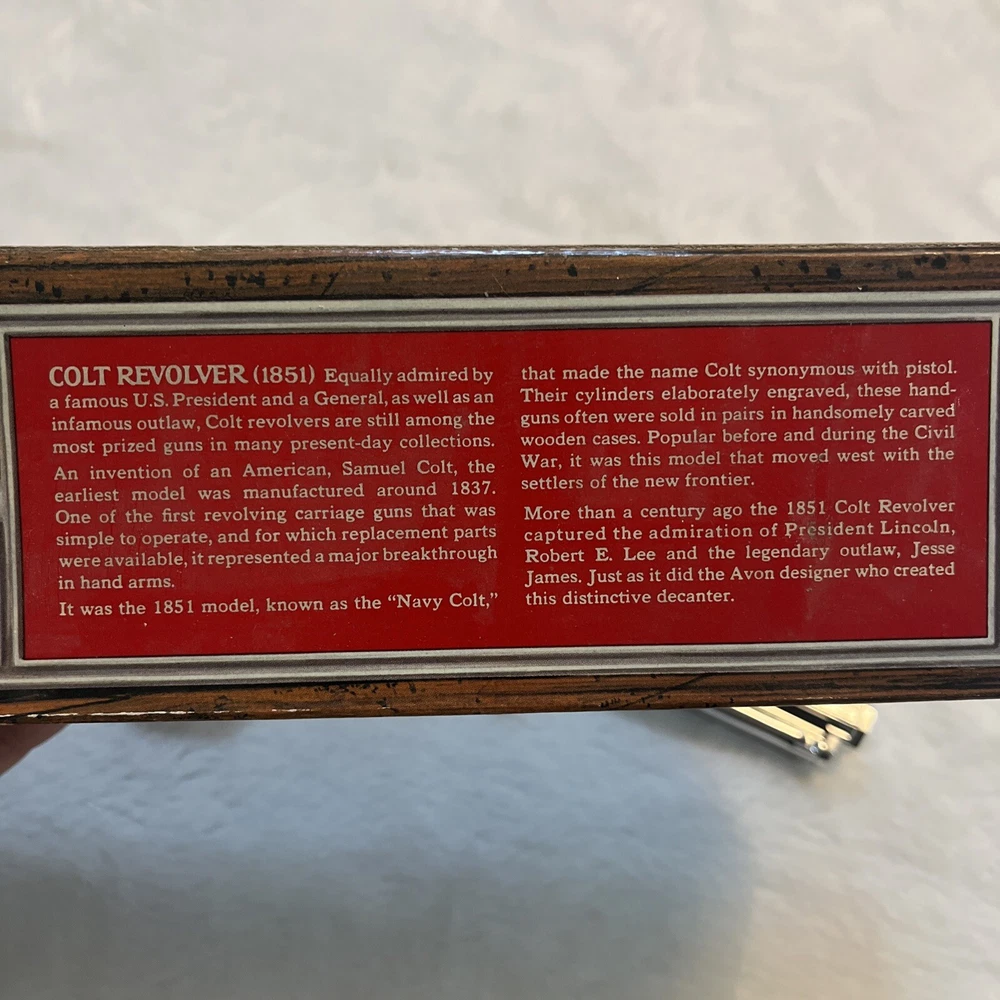 COLT REVOLVER (1851) Equally admired by
a famous U.S. President and a General, as well as an
infamous outlaw, Colt revolvers are still among the
most prized guns in many present-day collections.
An invention of an American, Samuel Colt, the
earliest model was manufactured around 1837.
One of the first revolving carriage guns that was
simple to operate, and for which replacement parts
were available, it represented a major breakthrough
in hand arms.
It was the 1851 model, known as the “Navy Colt,”
that made the name Colt synonymous with pistol.
Their cylinders elaborately engraved, these hand-
guns often were sold in pairs in handsomely carved
wooden cases. Popular before and during the Civil
War, it was this model that moved west with the
settlers of the new frontier.
More than a century ago the 1851 Colt Revolver
captured the admiration of President Lincoln,
Robert E. Lee and the legendary outlaw, Jesse
James. Just as it did the Avon designer who created
this distinctive decanter.